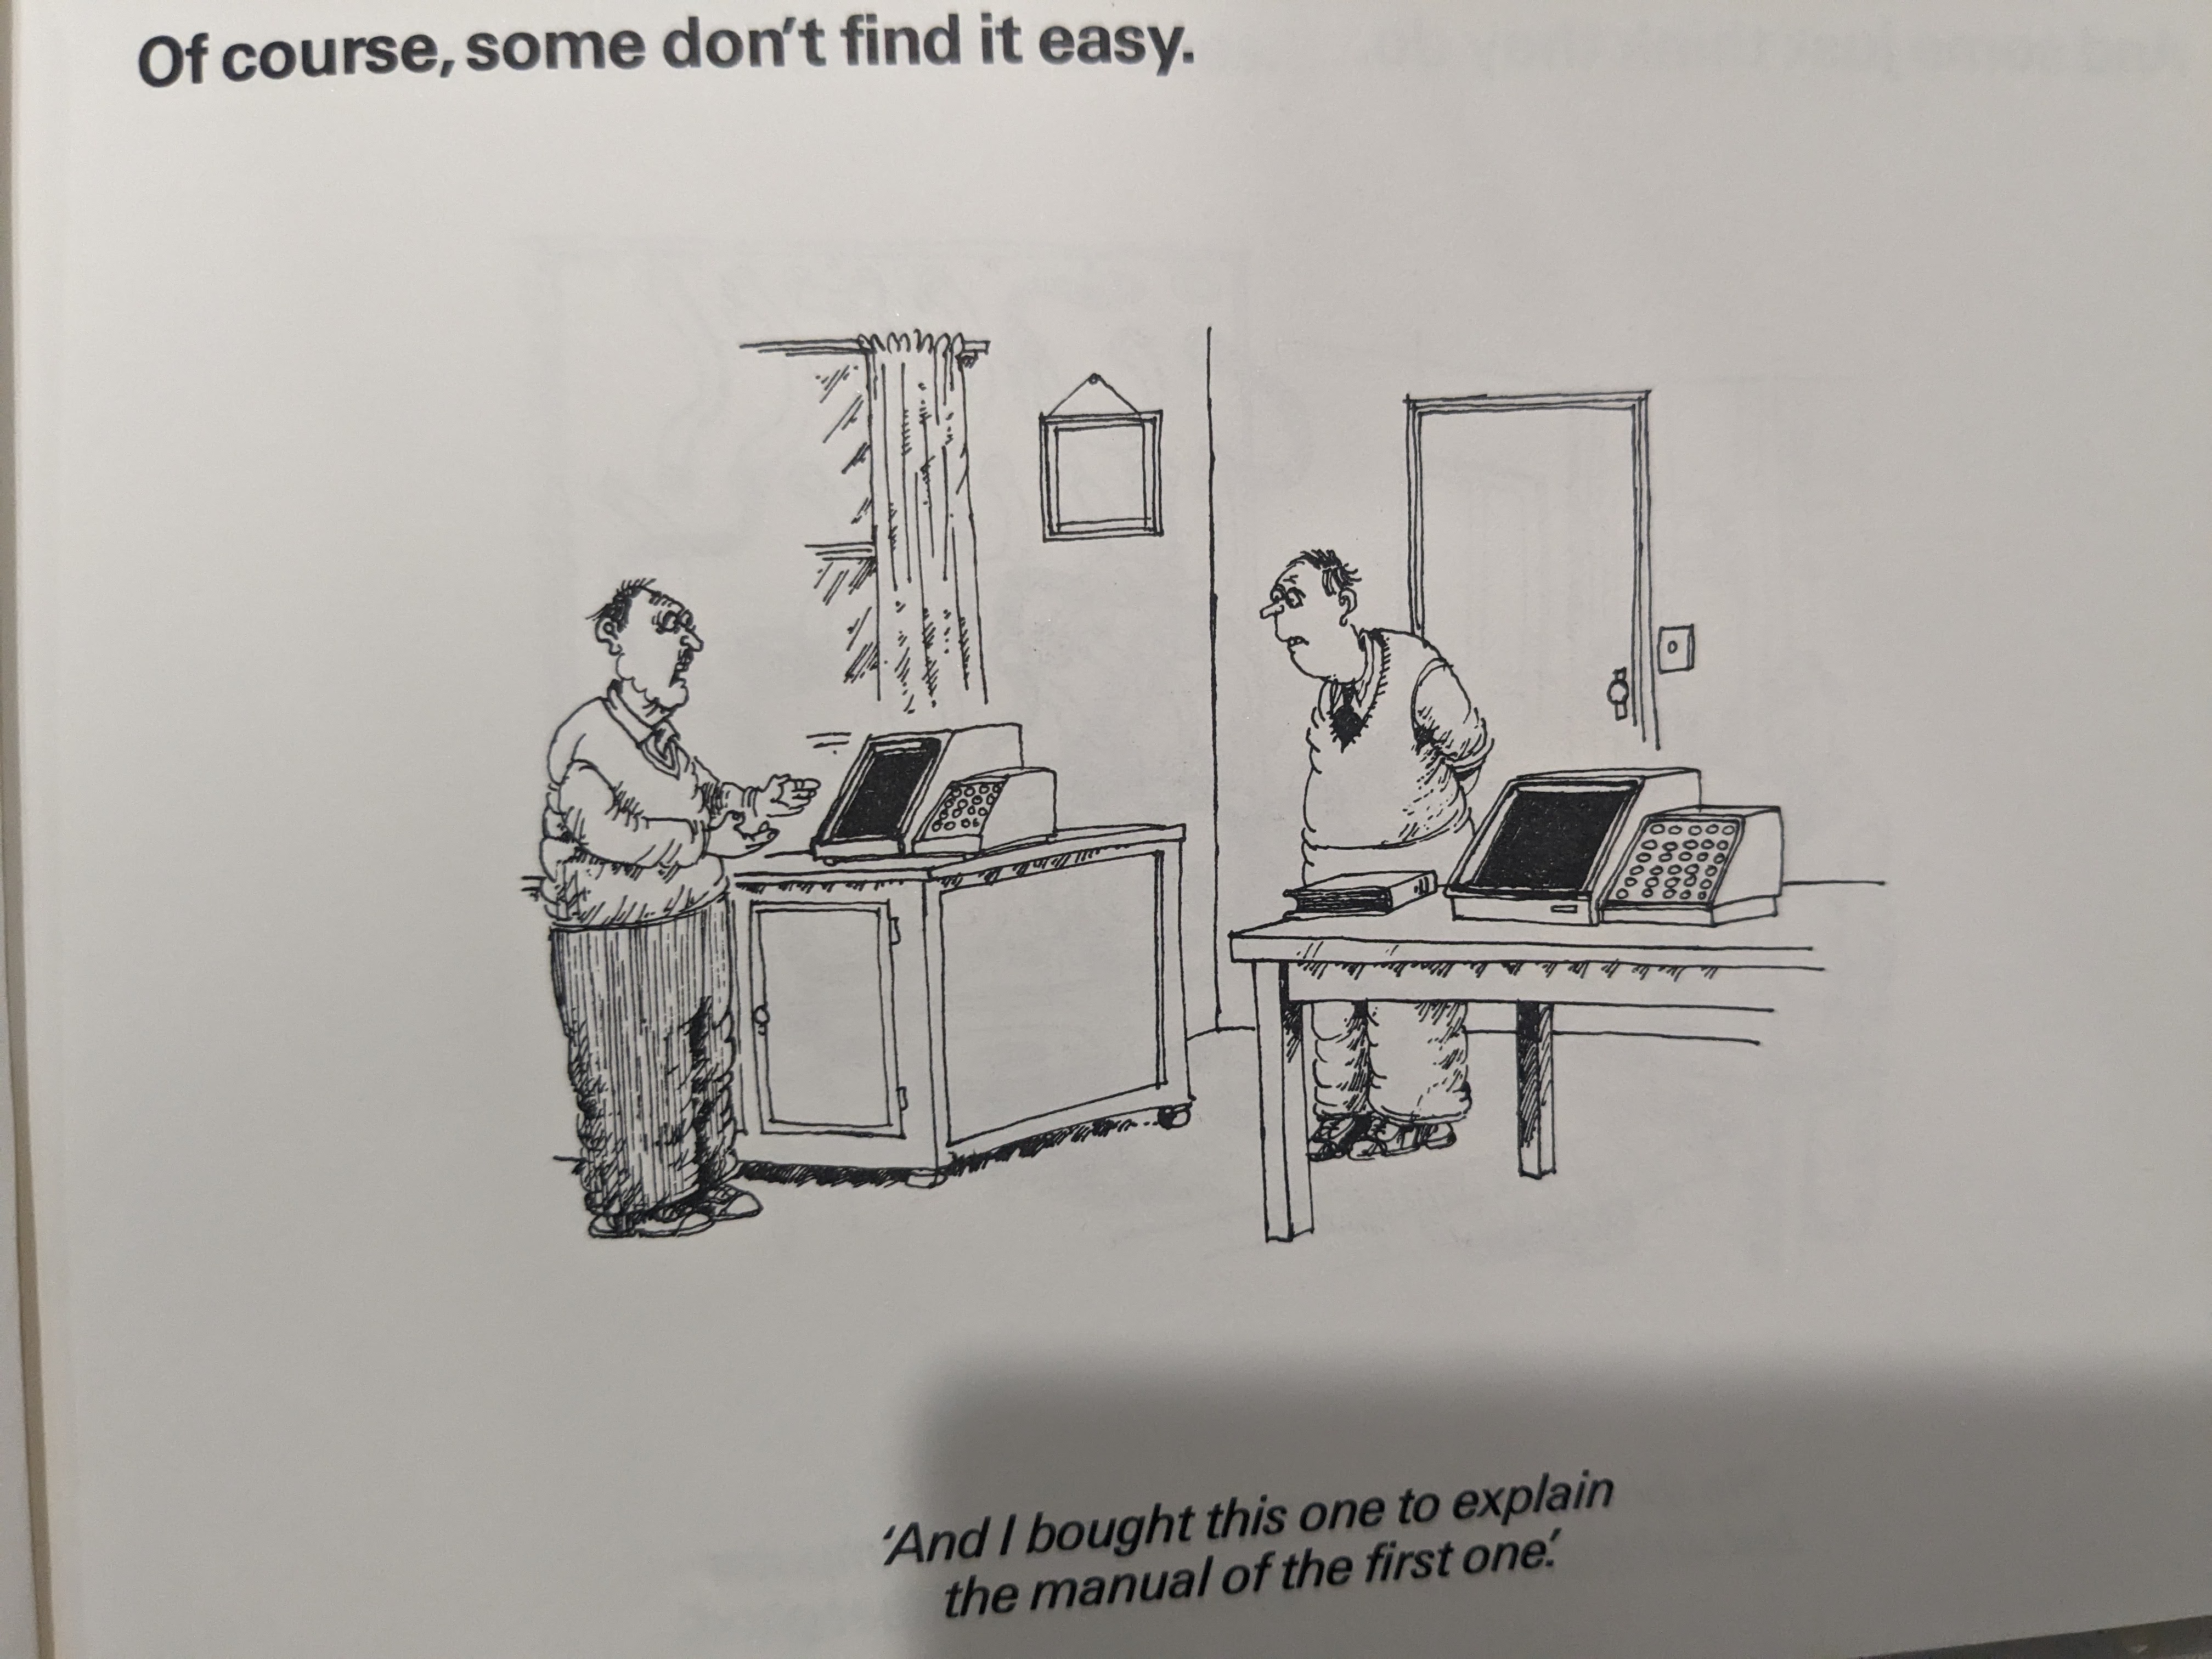 Of course, some don't find it easy.
'And I bought this one to explain
the manual of the first one'.